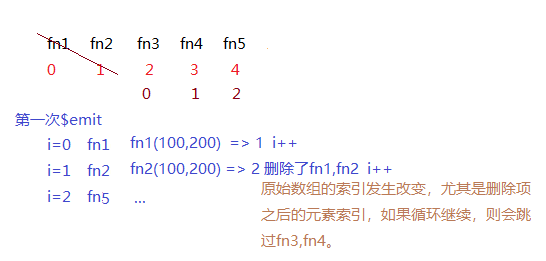 fn1 fn2 fn3 fn4 fn5
0 1 2 3 4
0 1 2
第一次$emit
i=0 fn1 fn1(100,200) => 1 i++
i=1 fn2 fn2(100,200) => 2 删除了fn1,fn2 i++
i=2 fn5 ...
原始数组的索引发生改变，尤其是删除项
之后的元素索引，如果循环继续，则会跳
过fn3,fn4。